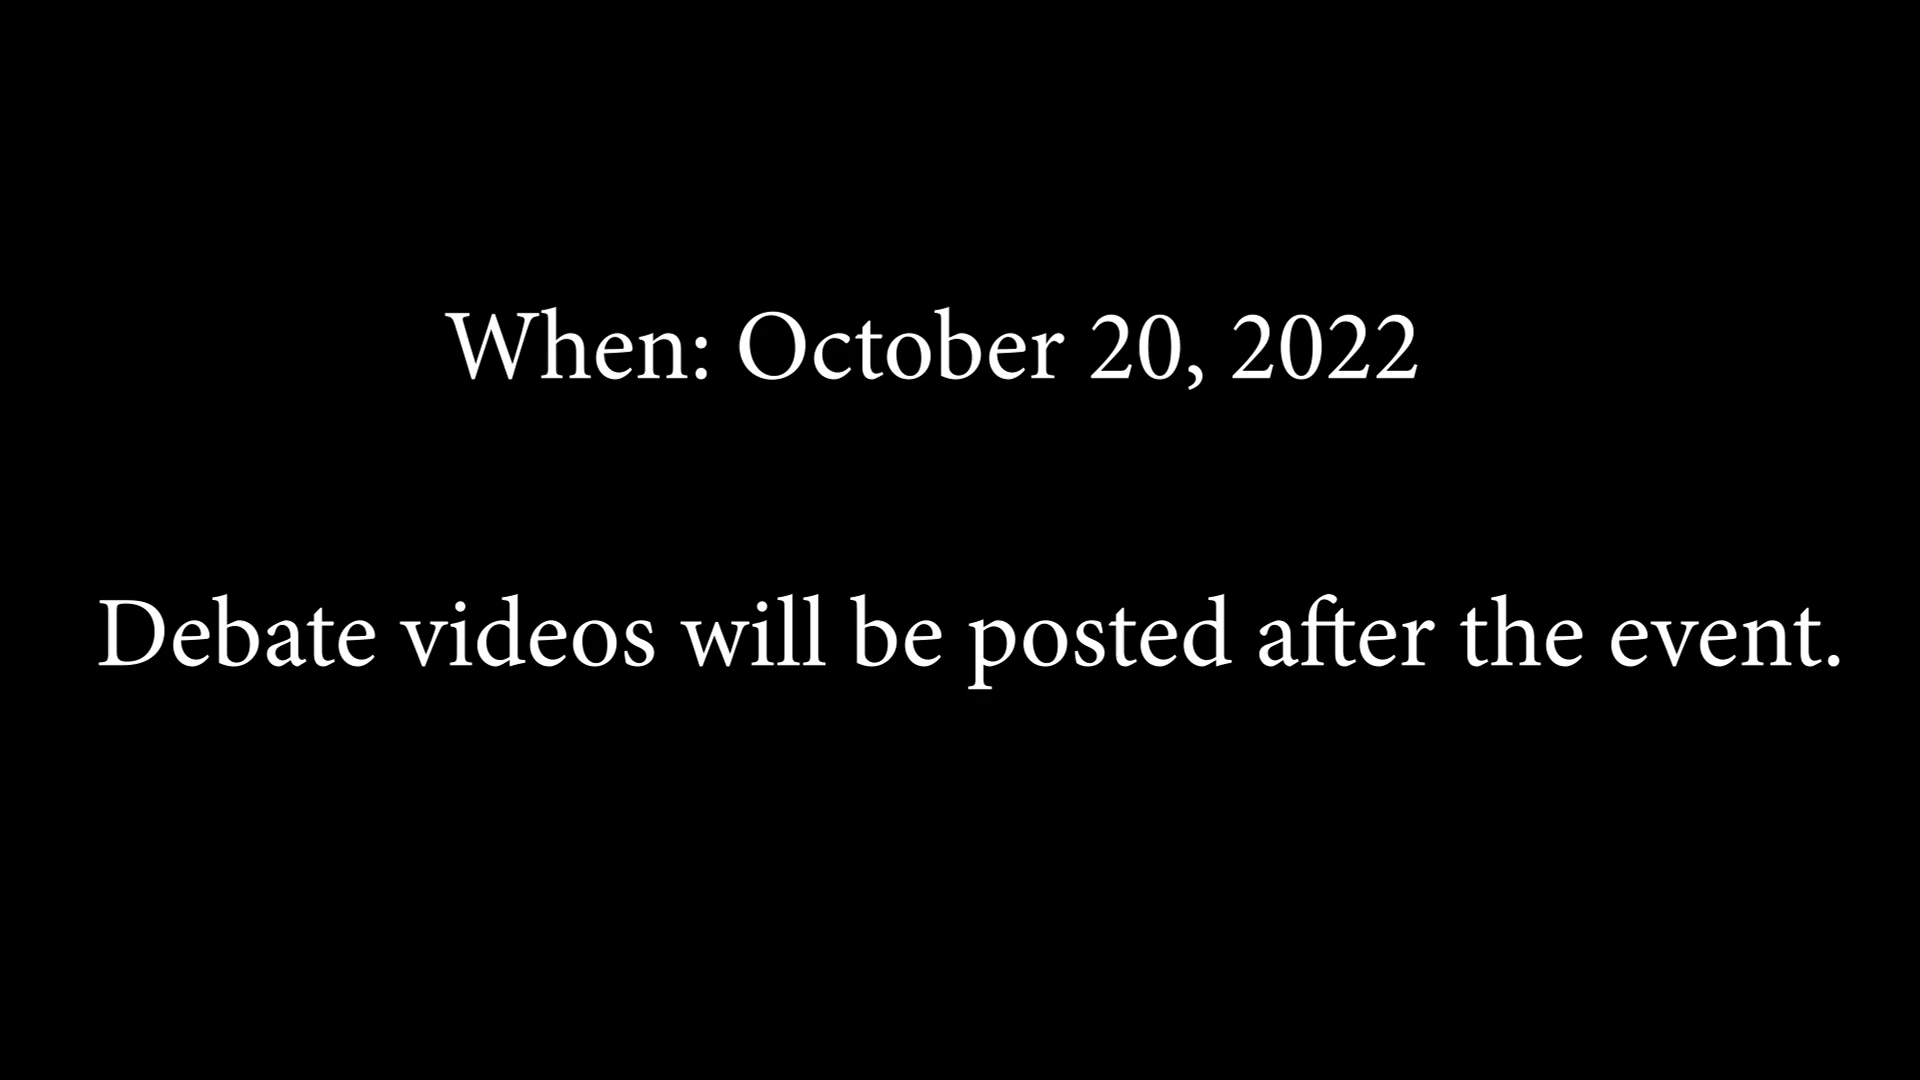 When: October 20, 2022
Debate videos will be posted after the event.